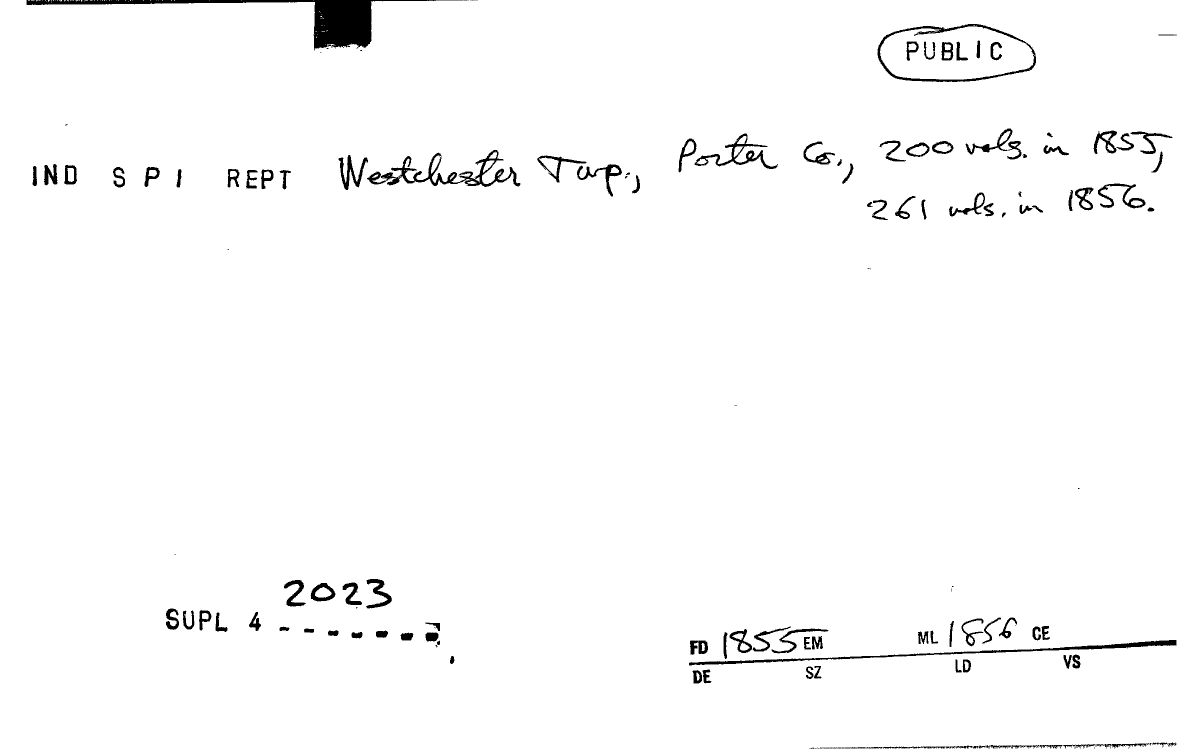 PUBLIC
IND S P I REPT Westchester Twp., Porter Co., 200 vols. in 1855,
261 vols. in 1856.
2023
SUPL 4
FD 1855 EM ML 1856 CE
DE SZ LD VS